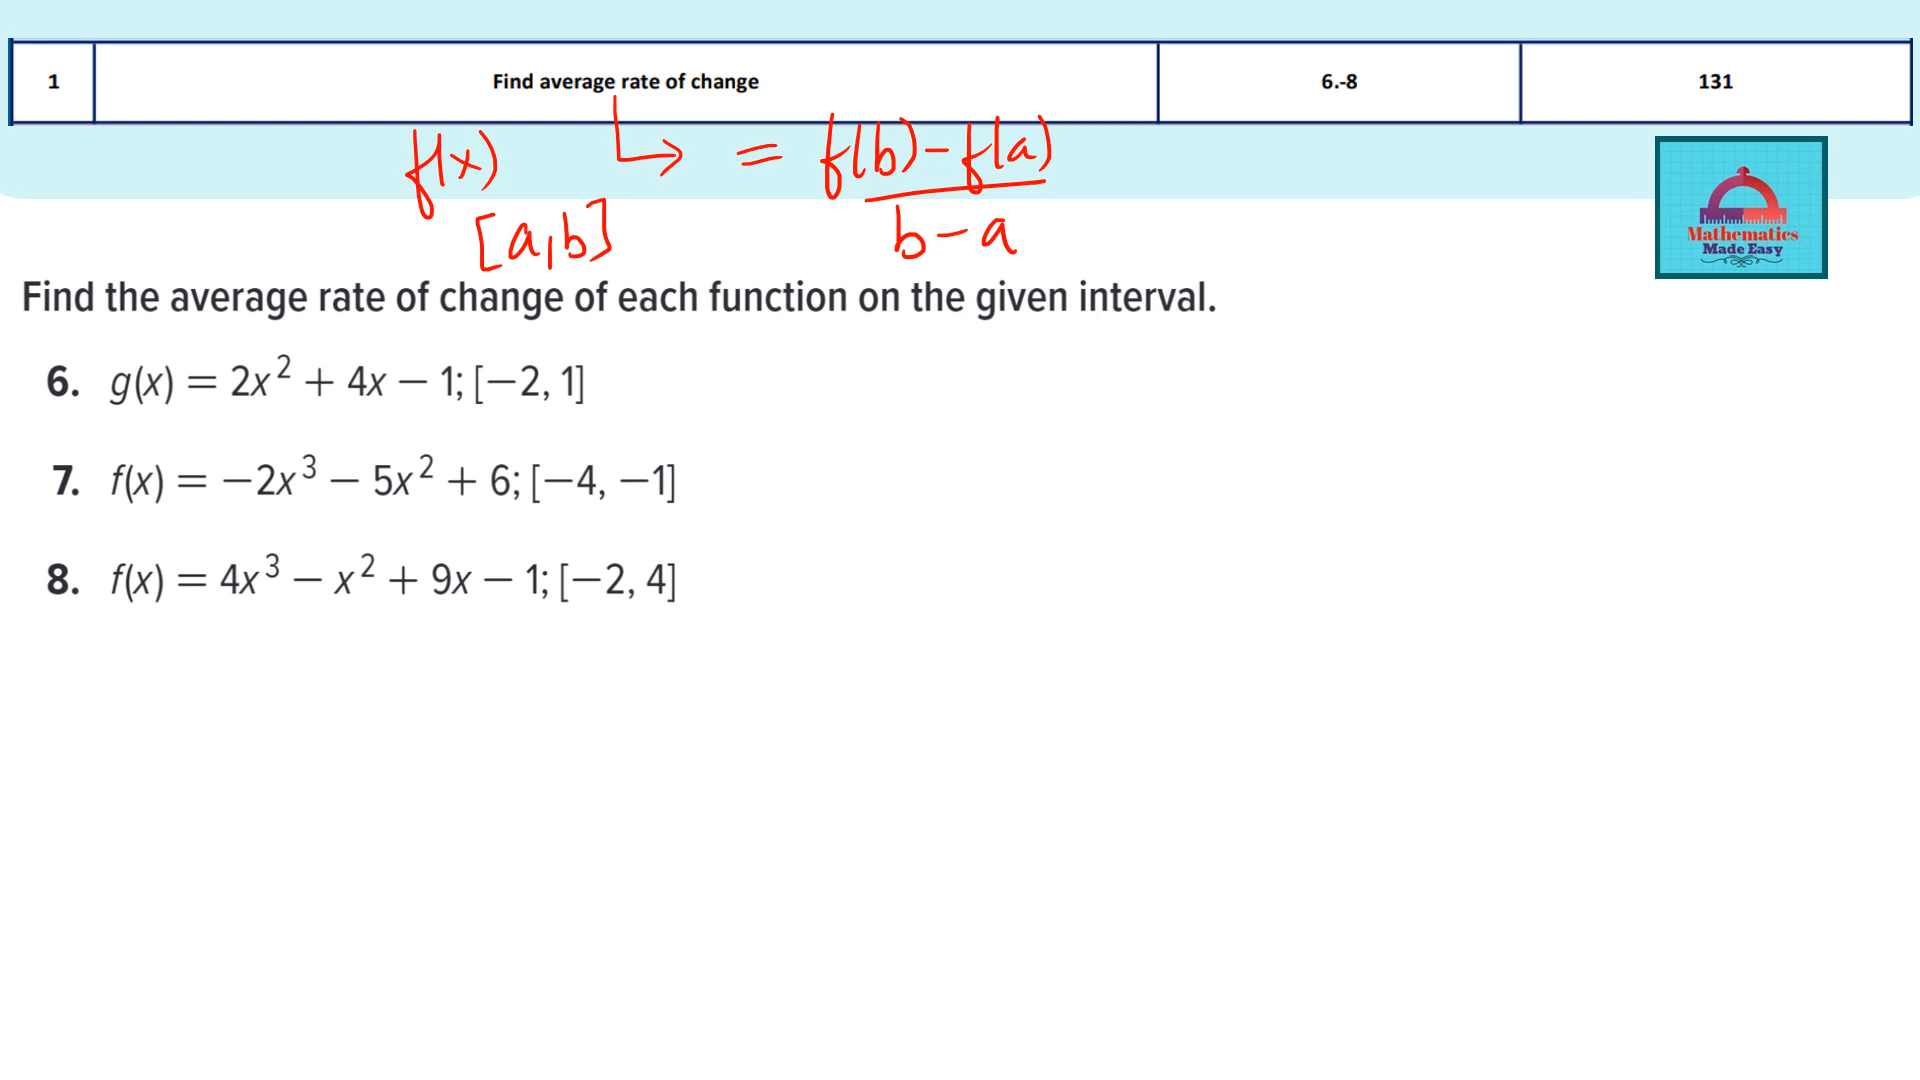 1 Find average rate of change 6.-8 131
f(x) = f(b)-f(a)
[a,b] b-a
Mathematics
Made Easy
Find the average rate of change of each function on the given interval.
6. g(x) = 2x² + 4x − 1; [−2, 1]
7. f(x) = −2x³ − 5x² + 6; [−4, −1]
8. f(x) = 4x³ − x² + 9x − 1; [−2, 4]